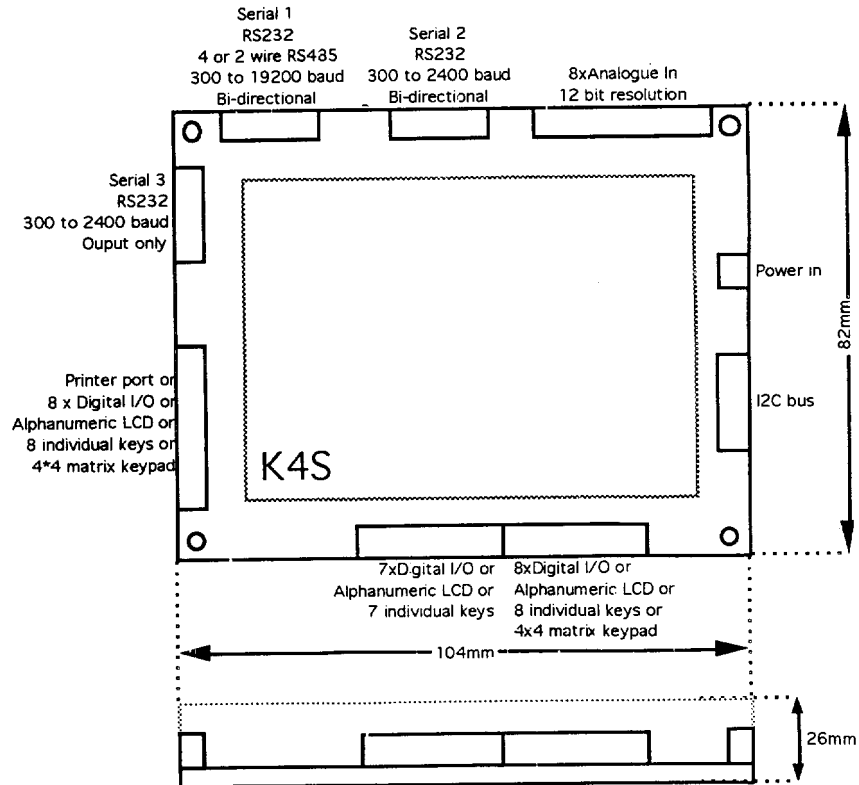 Serial 1
RS232
4 or 2 wire RS485
300 to 19200 baud
Bi-directional
Serial 2
RS232
300 to 2400 baud
Bi-directional
8xAnalogue In
12 bit resolution
Serial 3
RS232
300 to 2400 baud
Ouput only
Power in
82mm
Printer port or
8 x Digital I/O or
Alphanumeric LCD or
8 individual keys or
4*4 matrix keypad
I2C bus
K4S
7xDigital I/O or
Alphanumeric LCD or
7 individual keys
8xDigital I/O or
Alphanumeric LCD or
8 individual keys or
4x4 matrix keypad
104mm
26mm